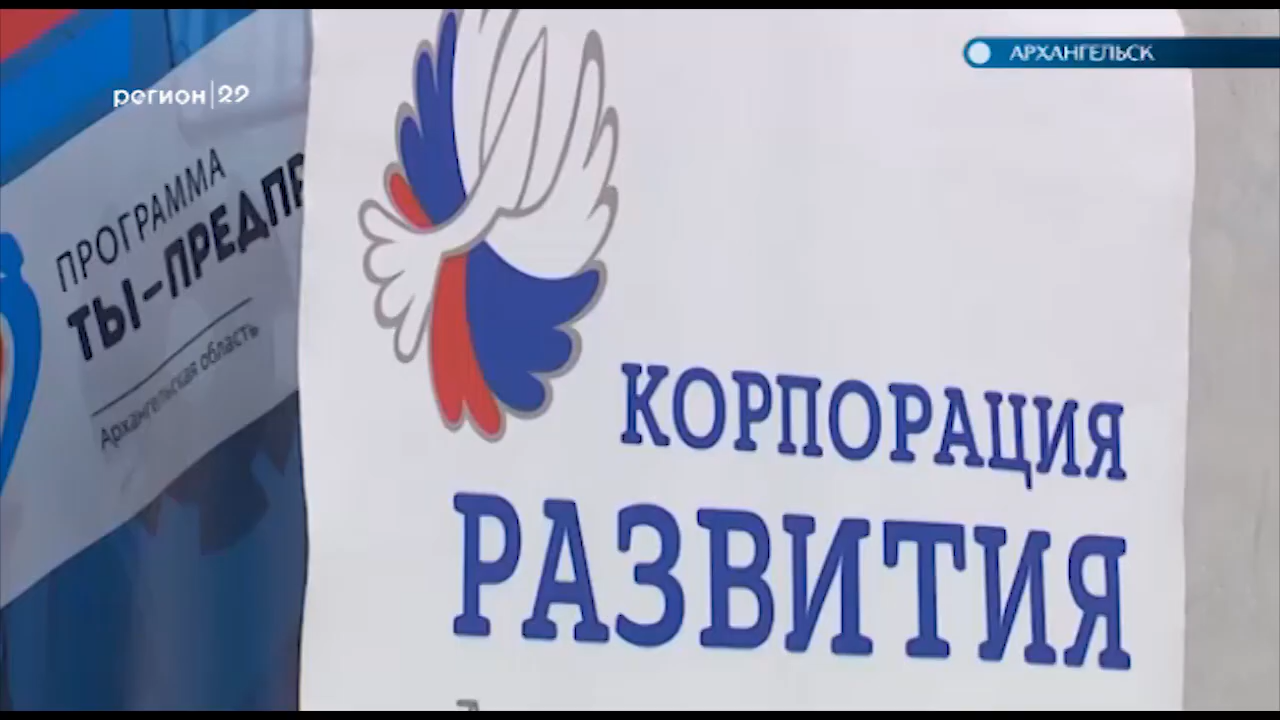 АРХАНГЕЛЬСК
регион|29
ПРОГРАММА
ТЫ-ПРЕДПР
Архангельская область
КОРПОРАЦИЯ
РАЗВИТИЯ